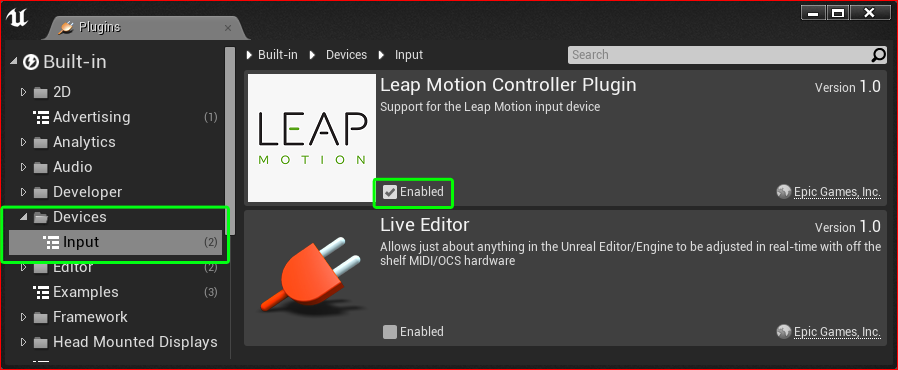 Plugins
Built-in
2D
Advertising (1)
Analytics
Audio
Developer
Devices
Input (2)
Editor (2)
Examples (3)
Framework
Head Mounted Displays
Built-in Devices Input
Search
LEAP
MOTION
Leap Motion Controller Plugin
Version 1.0
Support for the Leap Motion input device
Enabled
Epic Games, Inc.
Live Editor
Version 1.0
Allows just about anything in the Unreal Editor/Engine to be adjusted in real-time with off the
shelf MIDI/OCS hardware
Enabled
Epic Games, Inc.